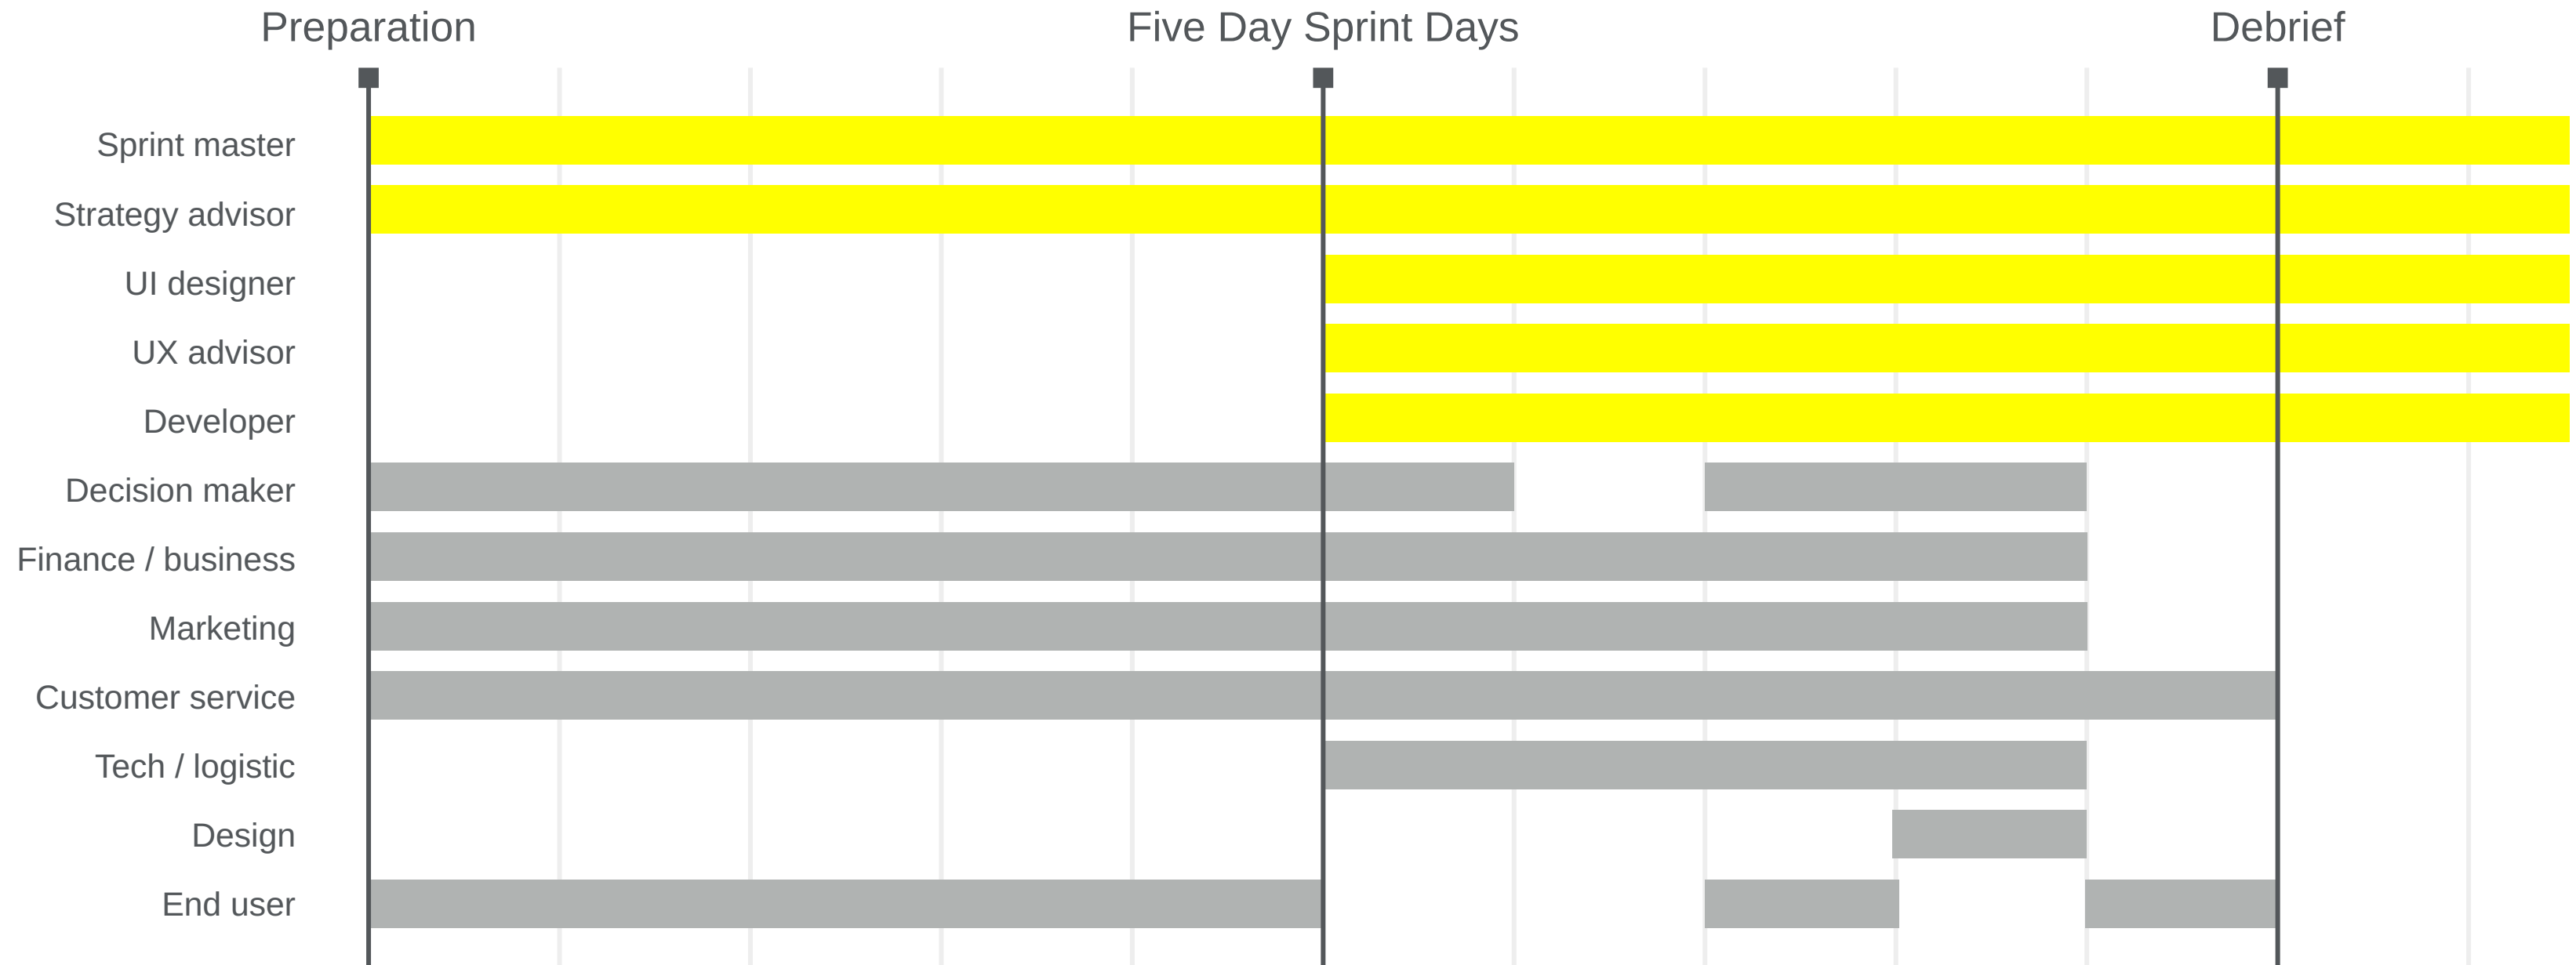 Preparation
Five Day Sprint Days
Debrief
Sprint master
Strategy advisor
UI designer
UX advisor
Developer
Decision maker
Finance / business
Marketing
Customer service
Tech / logistic
Design
End user